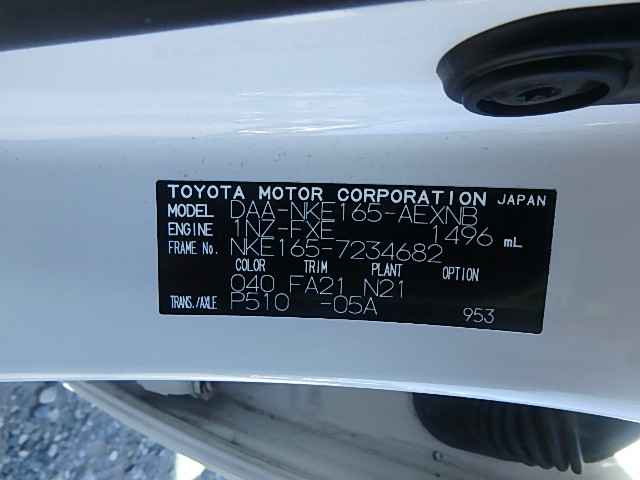 TOYOTA MOTOR CORPORATION JAPAN
MODEL DAA-NKE165-AEXNB
ENGINE 1NZ-FXE 1496 mL
FRAME No. NKE165-7234682
COLOR TRIM PLANT OPTION
040 FA21 N21
TRANS./AXLE P510 -05A
953